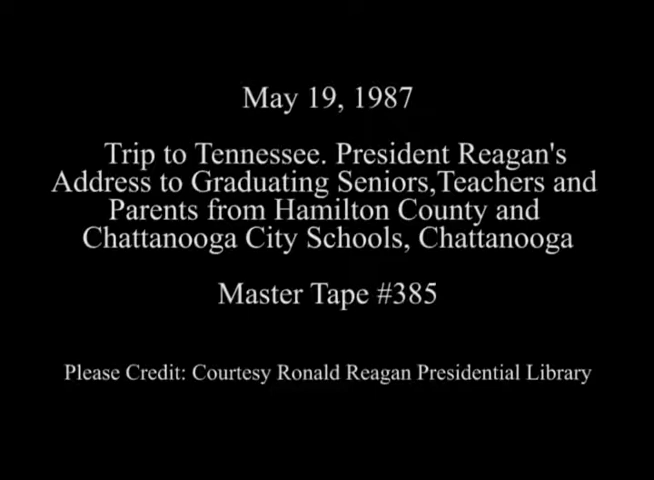 May 19, 1987
Trip to Tennessee. President Reagan's
Address to Graduating Seniors,Teachers and
Parents from Hamilton County and
Chattanooga City Schools, Chattanooga
Master Tape #385
Please Credit: Courtesy Ronald Reagan Presidential Library